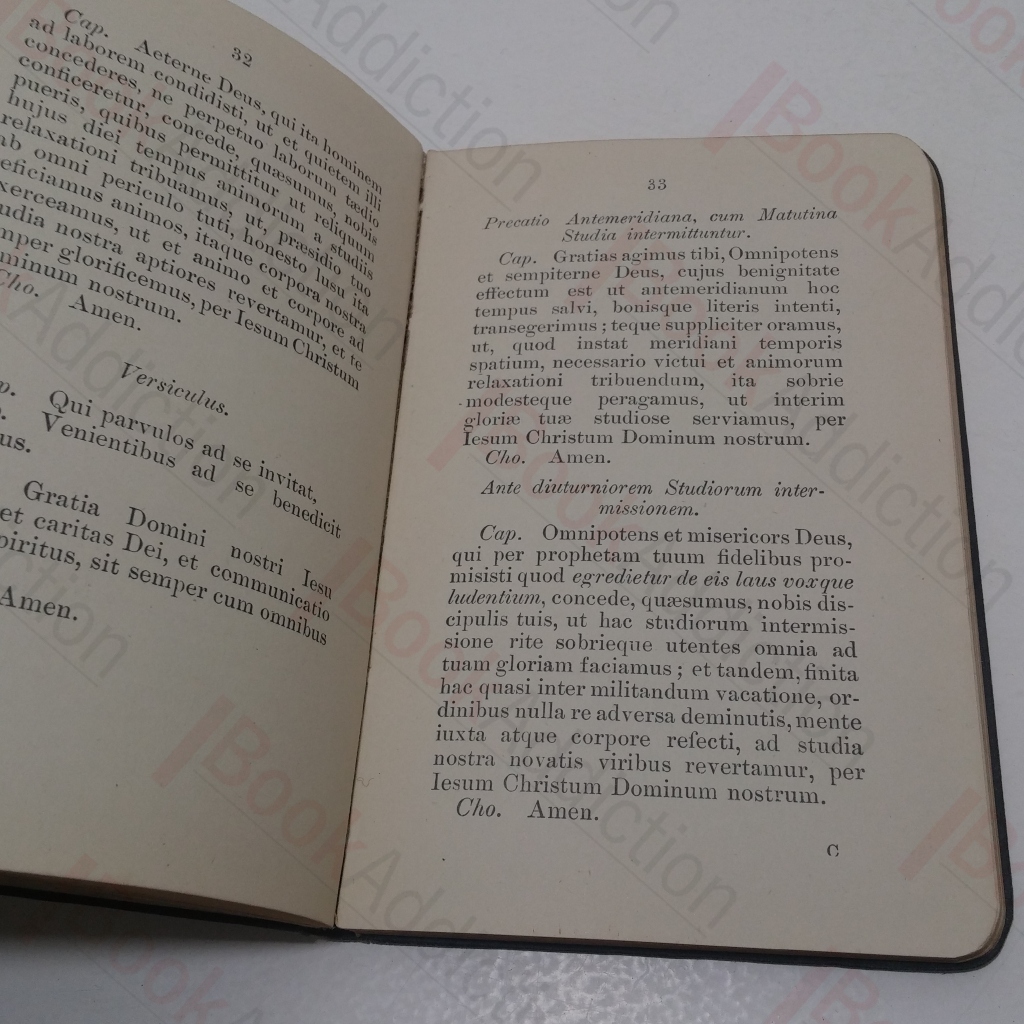 32
Cap. Aeterne Deus, qui ita hominem
ad laborem condidisti, ut et quietem illi
concederes, ne perpetuo laborum tædio
conficeretur, concede, quæsumus, nobis
pueris, quibus permittitur ut reliquum
hujus diei tempus animorum a studiis
relaxationi tribuamus, ut, præsidio tuo
ab omni periculo tuti, honesto lusu ita
eficiamus animos, itaque corpora nostra
xerceamus, ut et animo et corpore ad
udia nostra aptiores revertamur, et te
mper glorificemus, per Iesum Christum
minum nostrum.
Cho. Amen.
Versiculus.
p. Qui parvulos ad se invitat,
o. Venientibus ad se benedicit
us.
Gratia Domini nostri Iesu
et caritas Dei, et communicatio
piritus, sit semper cum omnibus
Amen.
33
Precatio Antemeridiana, cum Matutina
Studia intermittuntur.
Cap. Gratias agimus tibi, Omnipotens
et sempiterne Deus, cujus benignitate
effectum est ut antemeridianum hoc
tempus salvi, bonisque literis intenti,
transegerimus ; teque suppliciter oramus,
ut, quod instat meridiani temporis
spatium, necessario victui et animorum
relaxationi tribuendum, ita sobrie
modesteque peragamus, ut interim
gloriæ tuæ studiose serviamus, per
Iesum Christum Dominum nostrum.
Cho. Amen.
Ante diuturniorem Studiorum inter-
missionem.
Cap. Omnipotens et misericors Deus,
qui per prophetam tuum fidelibus pro-
misisti quod egredietur de eis laus voxque
ludentium, concede, quæsumus, nobis dis-
cipulis tuis, ut hac studiorum intermis-
sione rite sobrieque utentes omnia ad
tuam gloriam faciamus ; et tandem, finita
hac quasi inter militandum vacatione, or-
dinibus nulla re adversa deminutis, mente
iuxta atque corpore refecti, ad studia
nostra novatis viribus revertamur, per
Iesum Christum Dominum nostrum.
Cho. Amen.
C
BookAddiction